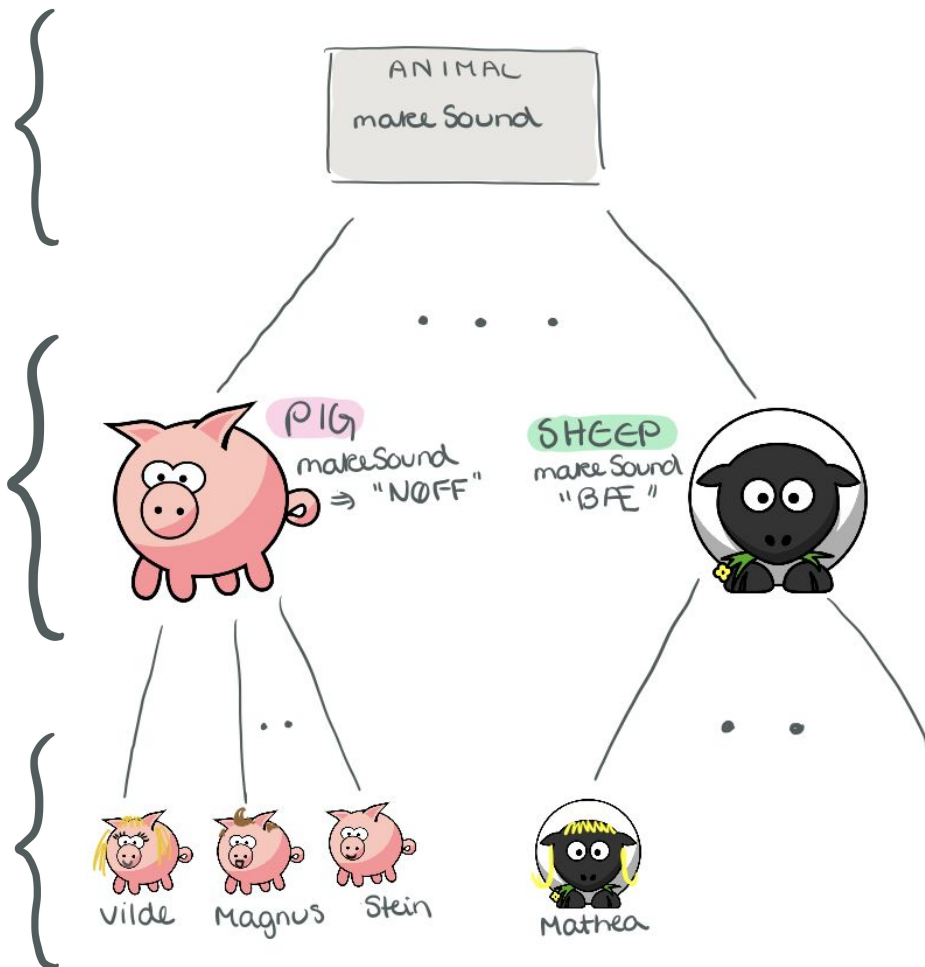 ANIMAL
makeSound
PIG
makeSound
⇒ "NØFF"
SHEEP
makeSound
"BÆ"
Vilde
Magnus
Stein
Mathea